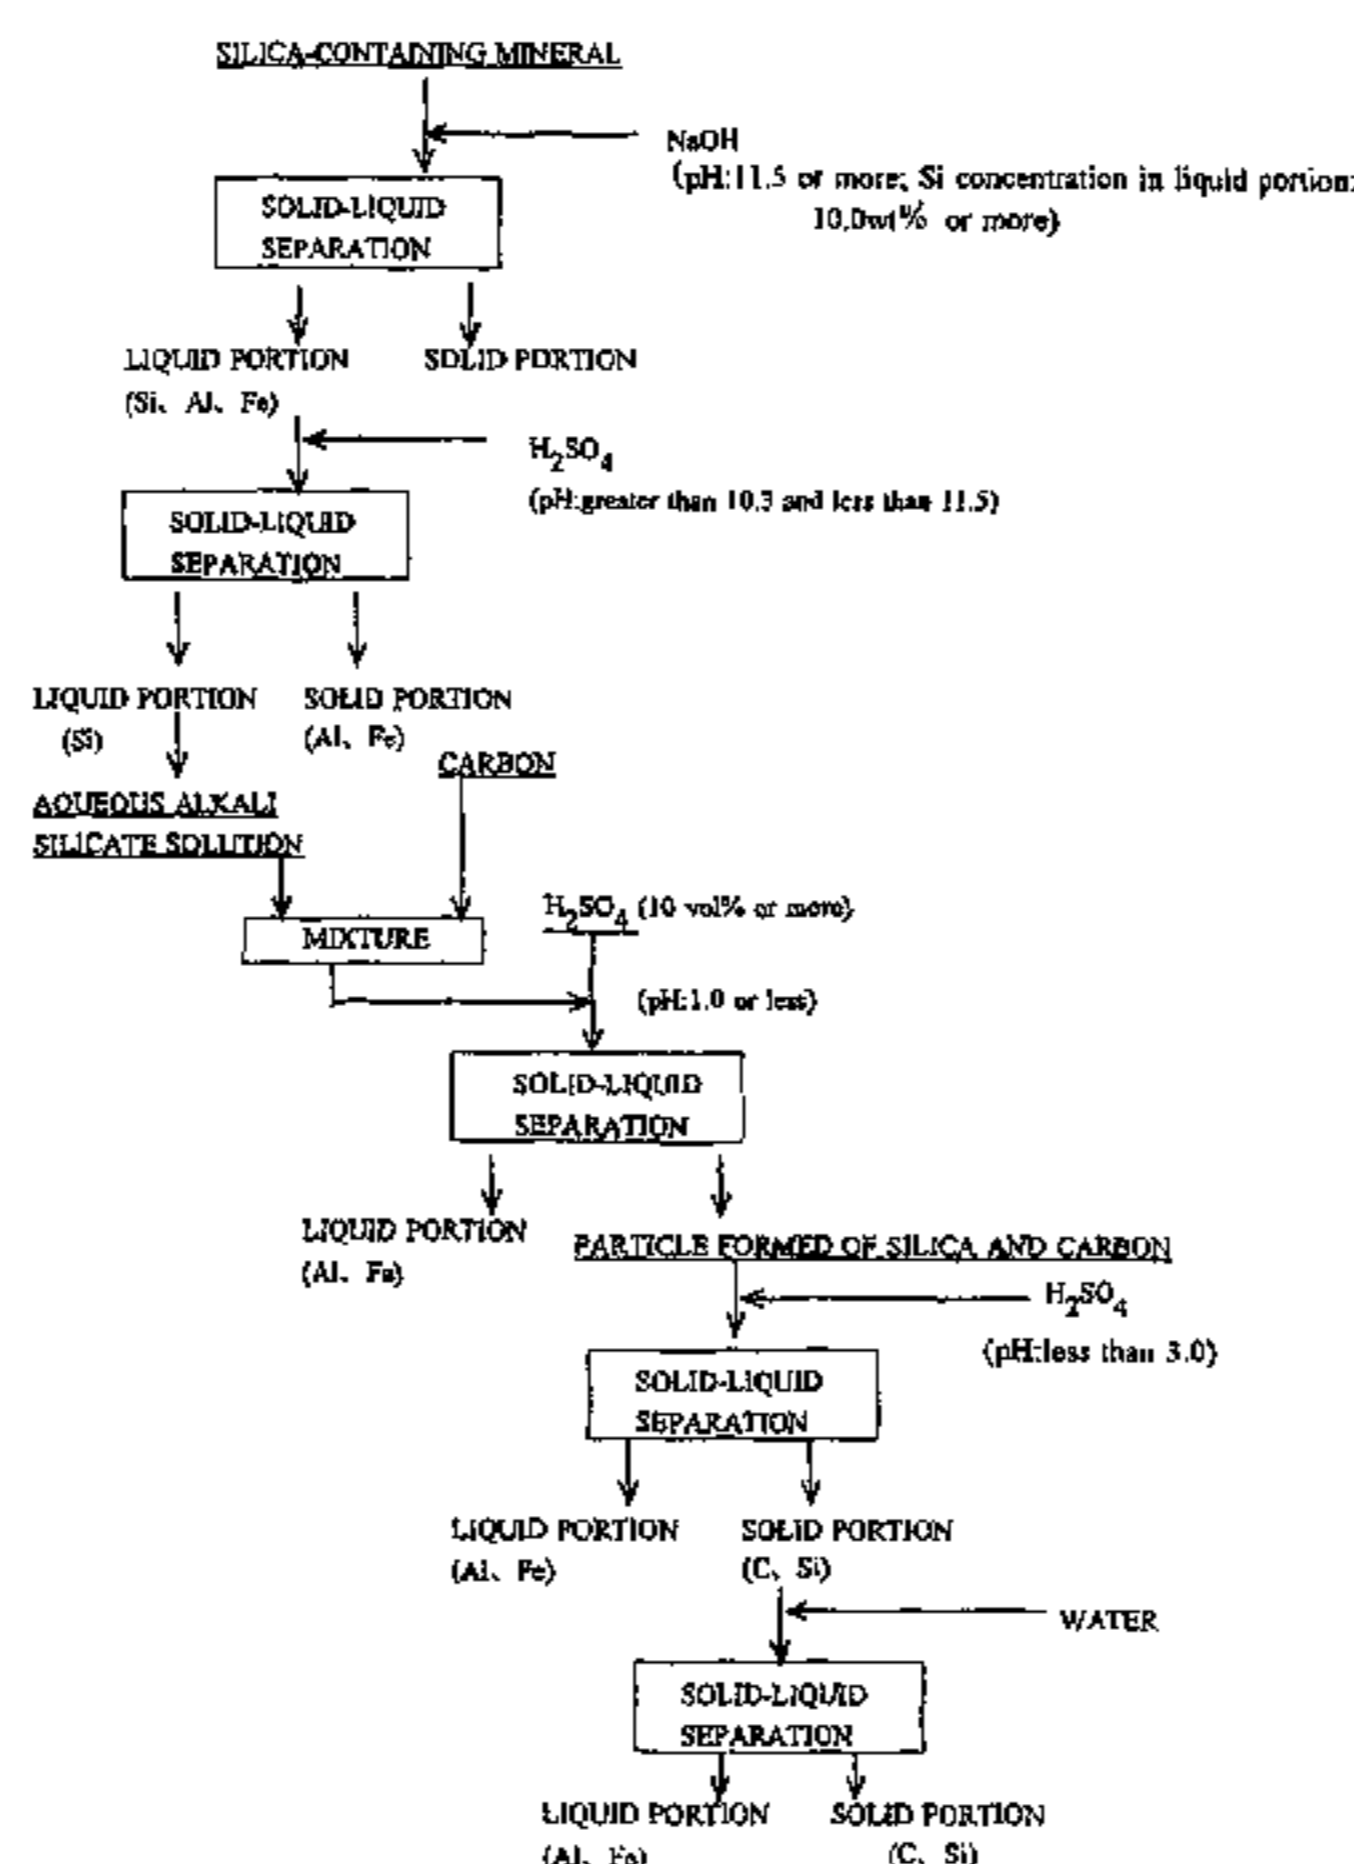 SILICA-CONTAINING MINERAL
NaOH
(pH:11.5 or more; Si concentration in liquid portion:
10.0wt% or more)
SOLID-LIQUID
SEPARATION
LIQUID PORTION
(Si、Al、Fe)
SOLID PORTION
H2SO4
(pH:greater than 10.3 and less than 11.5)
SOLID-LIQUID
SEPARATION
LIQUID PORTION
(Si)
SOLID PORTION
(Al、Fe)
CARBON
AQUEOUS ALKALI
SILICATE SOLUTION
MIXTURE
H2SO4 (10 vol% or more)
(pH:1.0 or less)
SOLID-LIQUID
SEPARATION
LIQUID PORTION
(Al、Fe)
PARTICLE FORMED OF SILICA AND CARBON
H2SO4
(pH:less than 3.0)
SOLID-LIQUID
SEPARATION
LIQUID PORTION
(Al、Fe)
SOLID PORTION
(C、Si)
WATER
SOLID-LIQUID
SEPARATION
LIQUID PORTION
(Al、Fe)
SOLID PORTION
(C、Si)